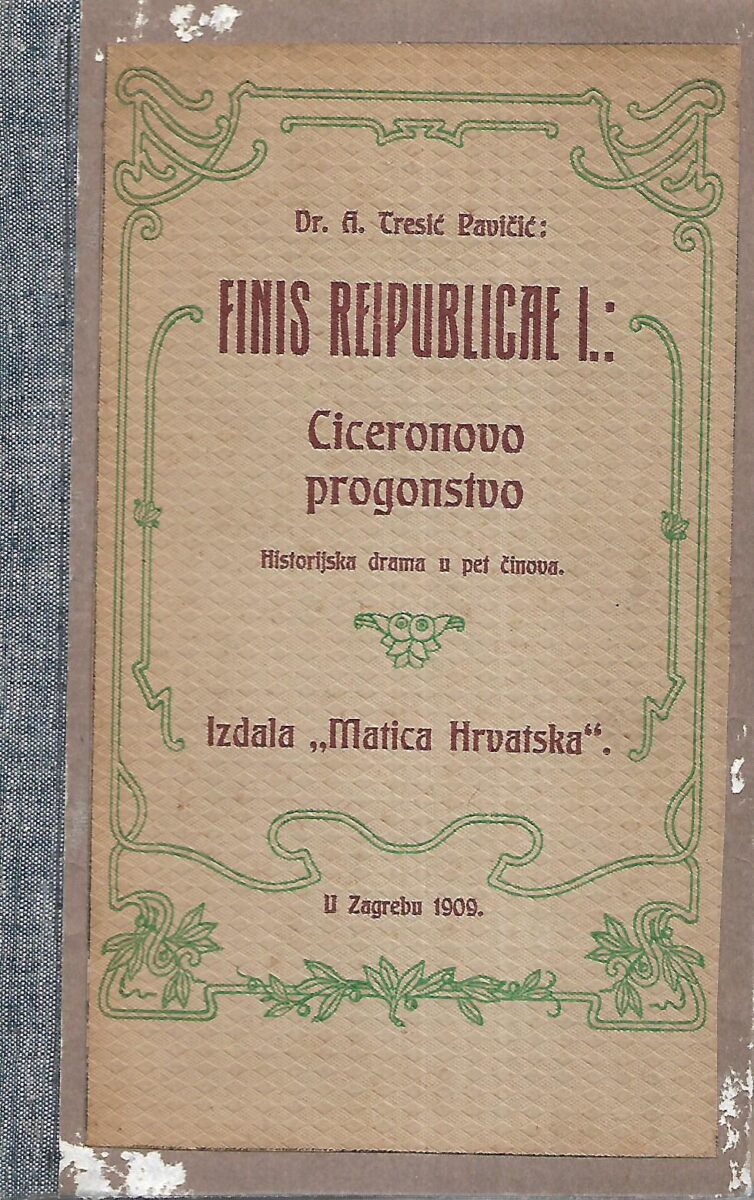 Dr. A. Tresić Pavičić:
FINIS REIPUBLICAE I.:
Ciceronovo
progonstvo
Historijska drama u pet činova.
Izdala „Matica Hrvatska“.
U Zagrebu 1909.